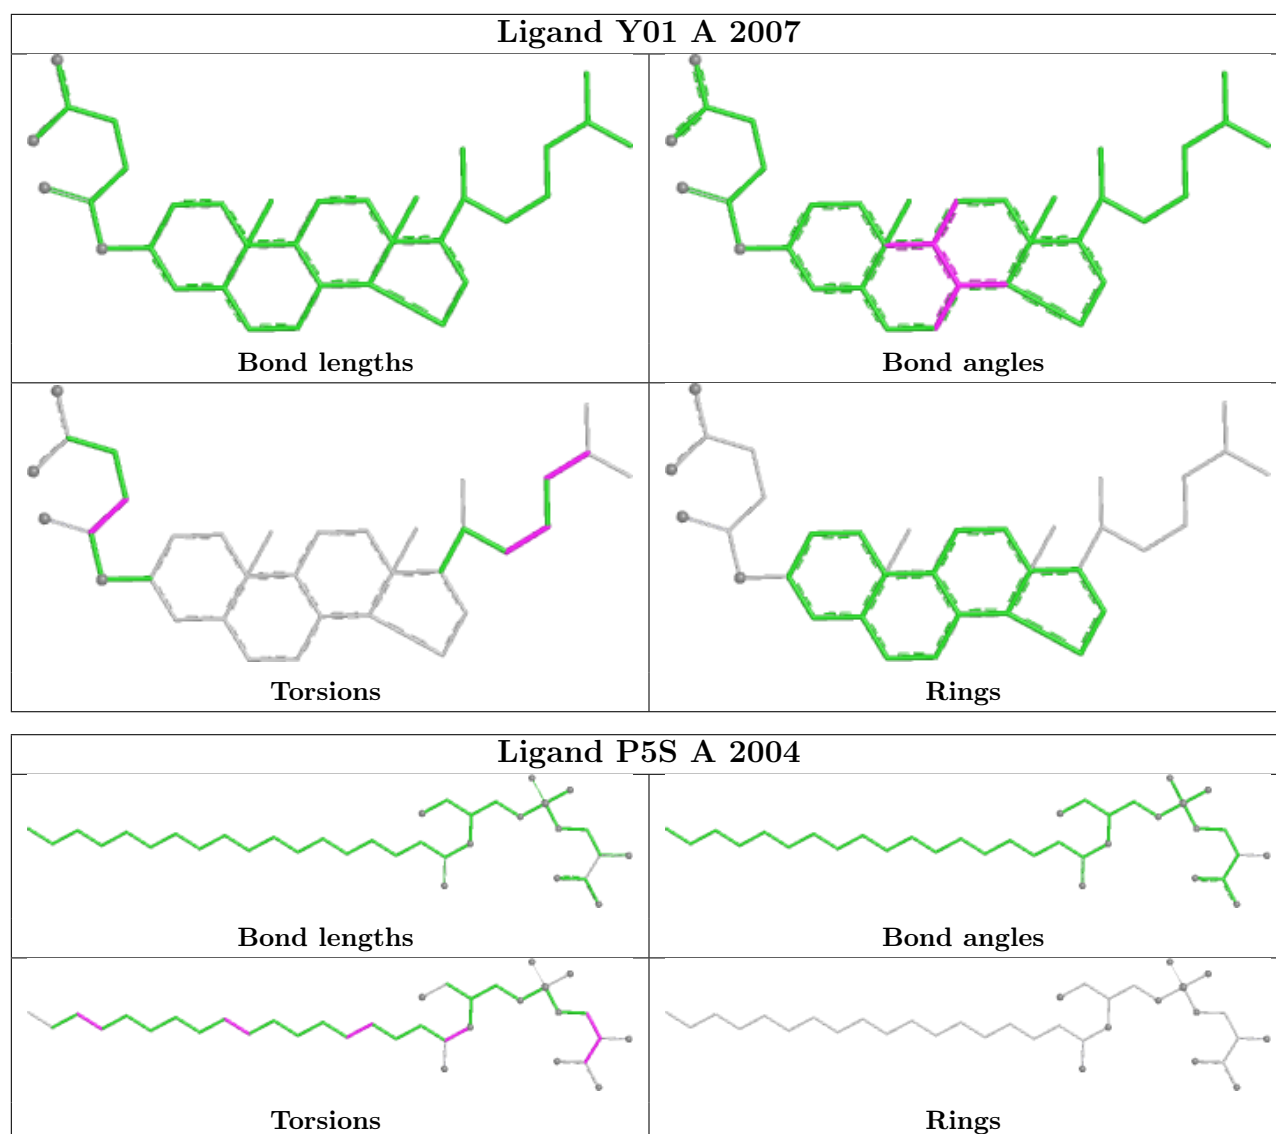 Ligand Y01 A 2007
Bond lengths
Bond angles
Torsions
Rings
Ligand P5S A 2004
Bond lengths
Bond angles
Torsions
Rings